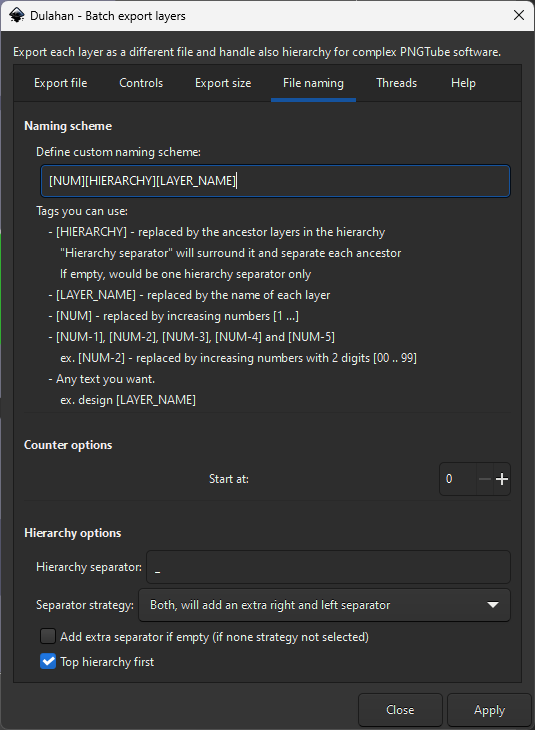 Dulahan - Batch export layers
Export each layer as a different file and handle also hierarchy for complex PNGTube software.
Export file Controls Export size File naming Threads Help
Naming scheme
Define custom naming scheme:
[NUM][HIERARCHY][LAYER_NAME]
Tags you can use:
- [HIERARCHY] - replaced by the ancestor layers in the hierarchy
"Hierarchy separator" will surround it and separate each ancestor
If empty, would be one hierarchy separator only
- [LAYER_NAME] - replaced by the name of each layer
- [NUM] - replaced by increasing numbers [1 ...]
- [NUM-1], [NUM-2], [NUM-3], [NUM-4] and [NUM-5]
ex. [NUM-2] - replaced by increasing numbers with 2 digits [00 .. 99]
- Any text you want.
ex. design [LAYER_NAME]
Counter options
Start at: 0
Hierarchy options
Hierarchy separator: _
Separator strategy: Both, will add an extra right and left separator
Add extra separator if empty (if none strategy not selected)
Top hierarchy first
Close Apply